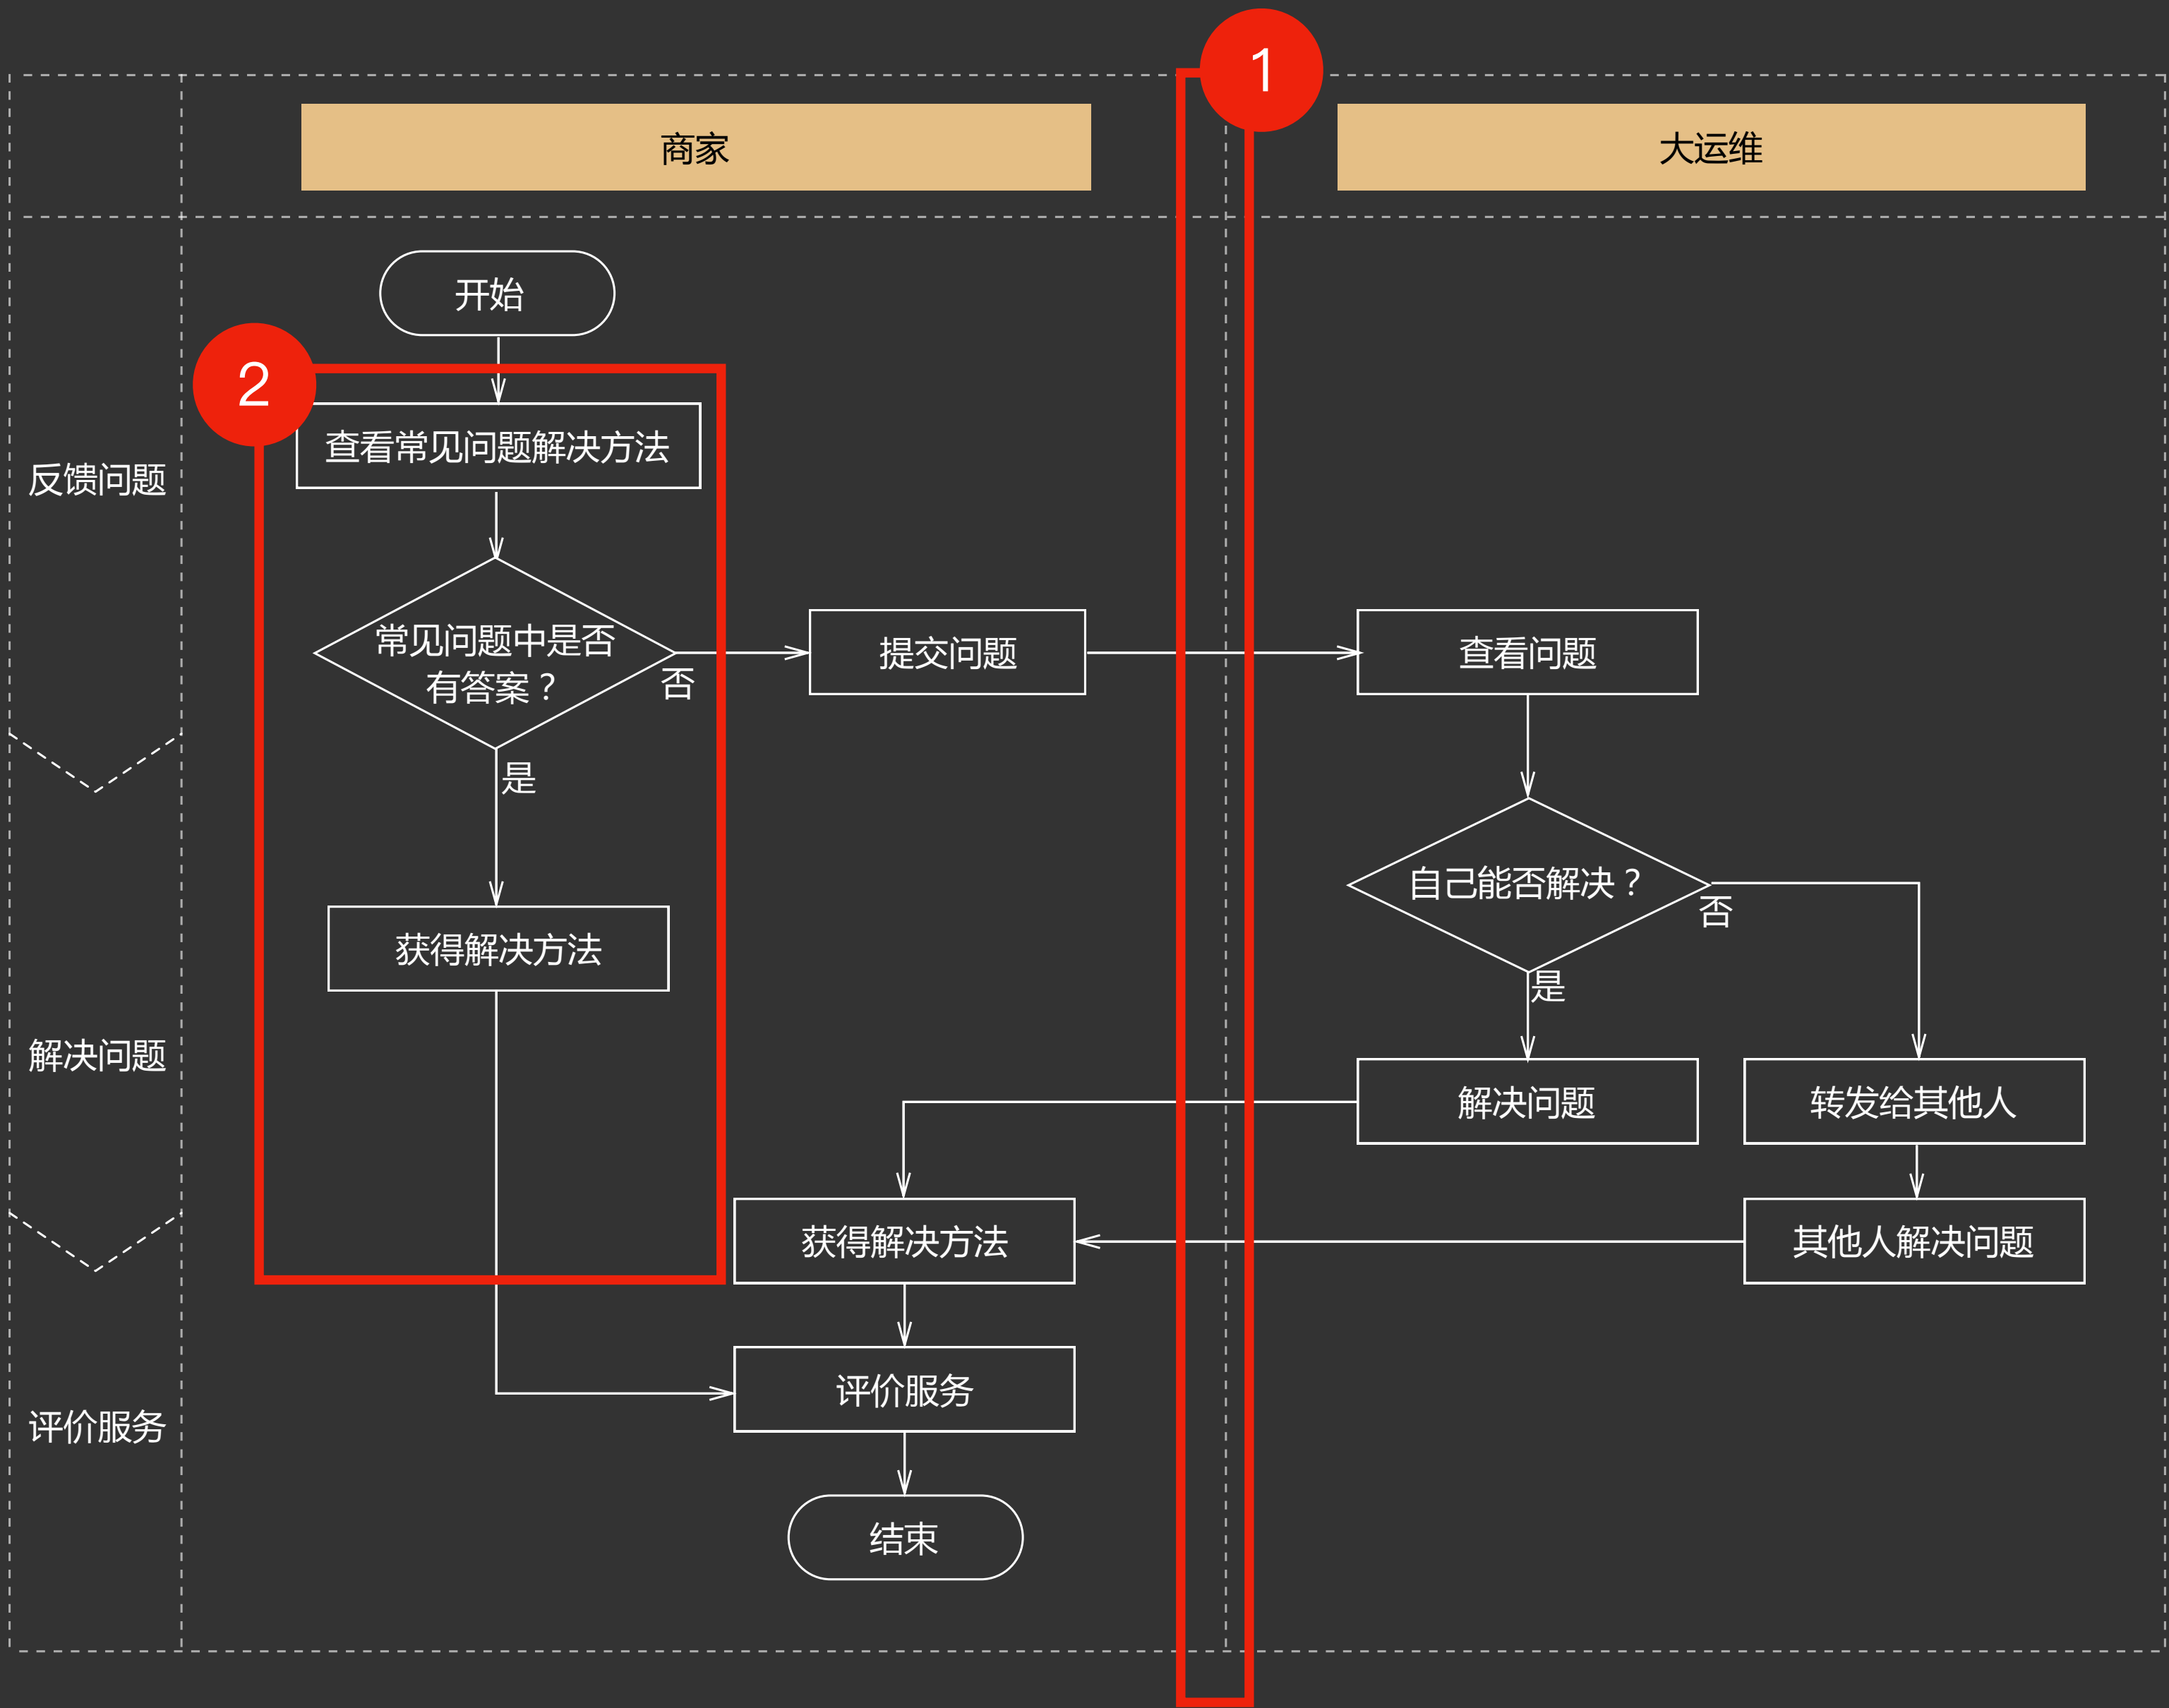 1
商家
大运维
开始
2
查看常见问题解决方法
反馈问题
常见问题中是否
有答案？
否
提交问题
查看问题
是
自己能否解决？
否
获得解决方法
是
解决问题
解决问题
转发给其他人
获得解决方法
其他人解决问题
评价服务
评价服务
结束